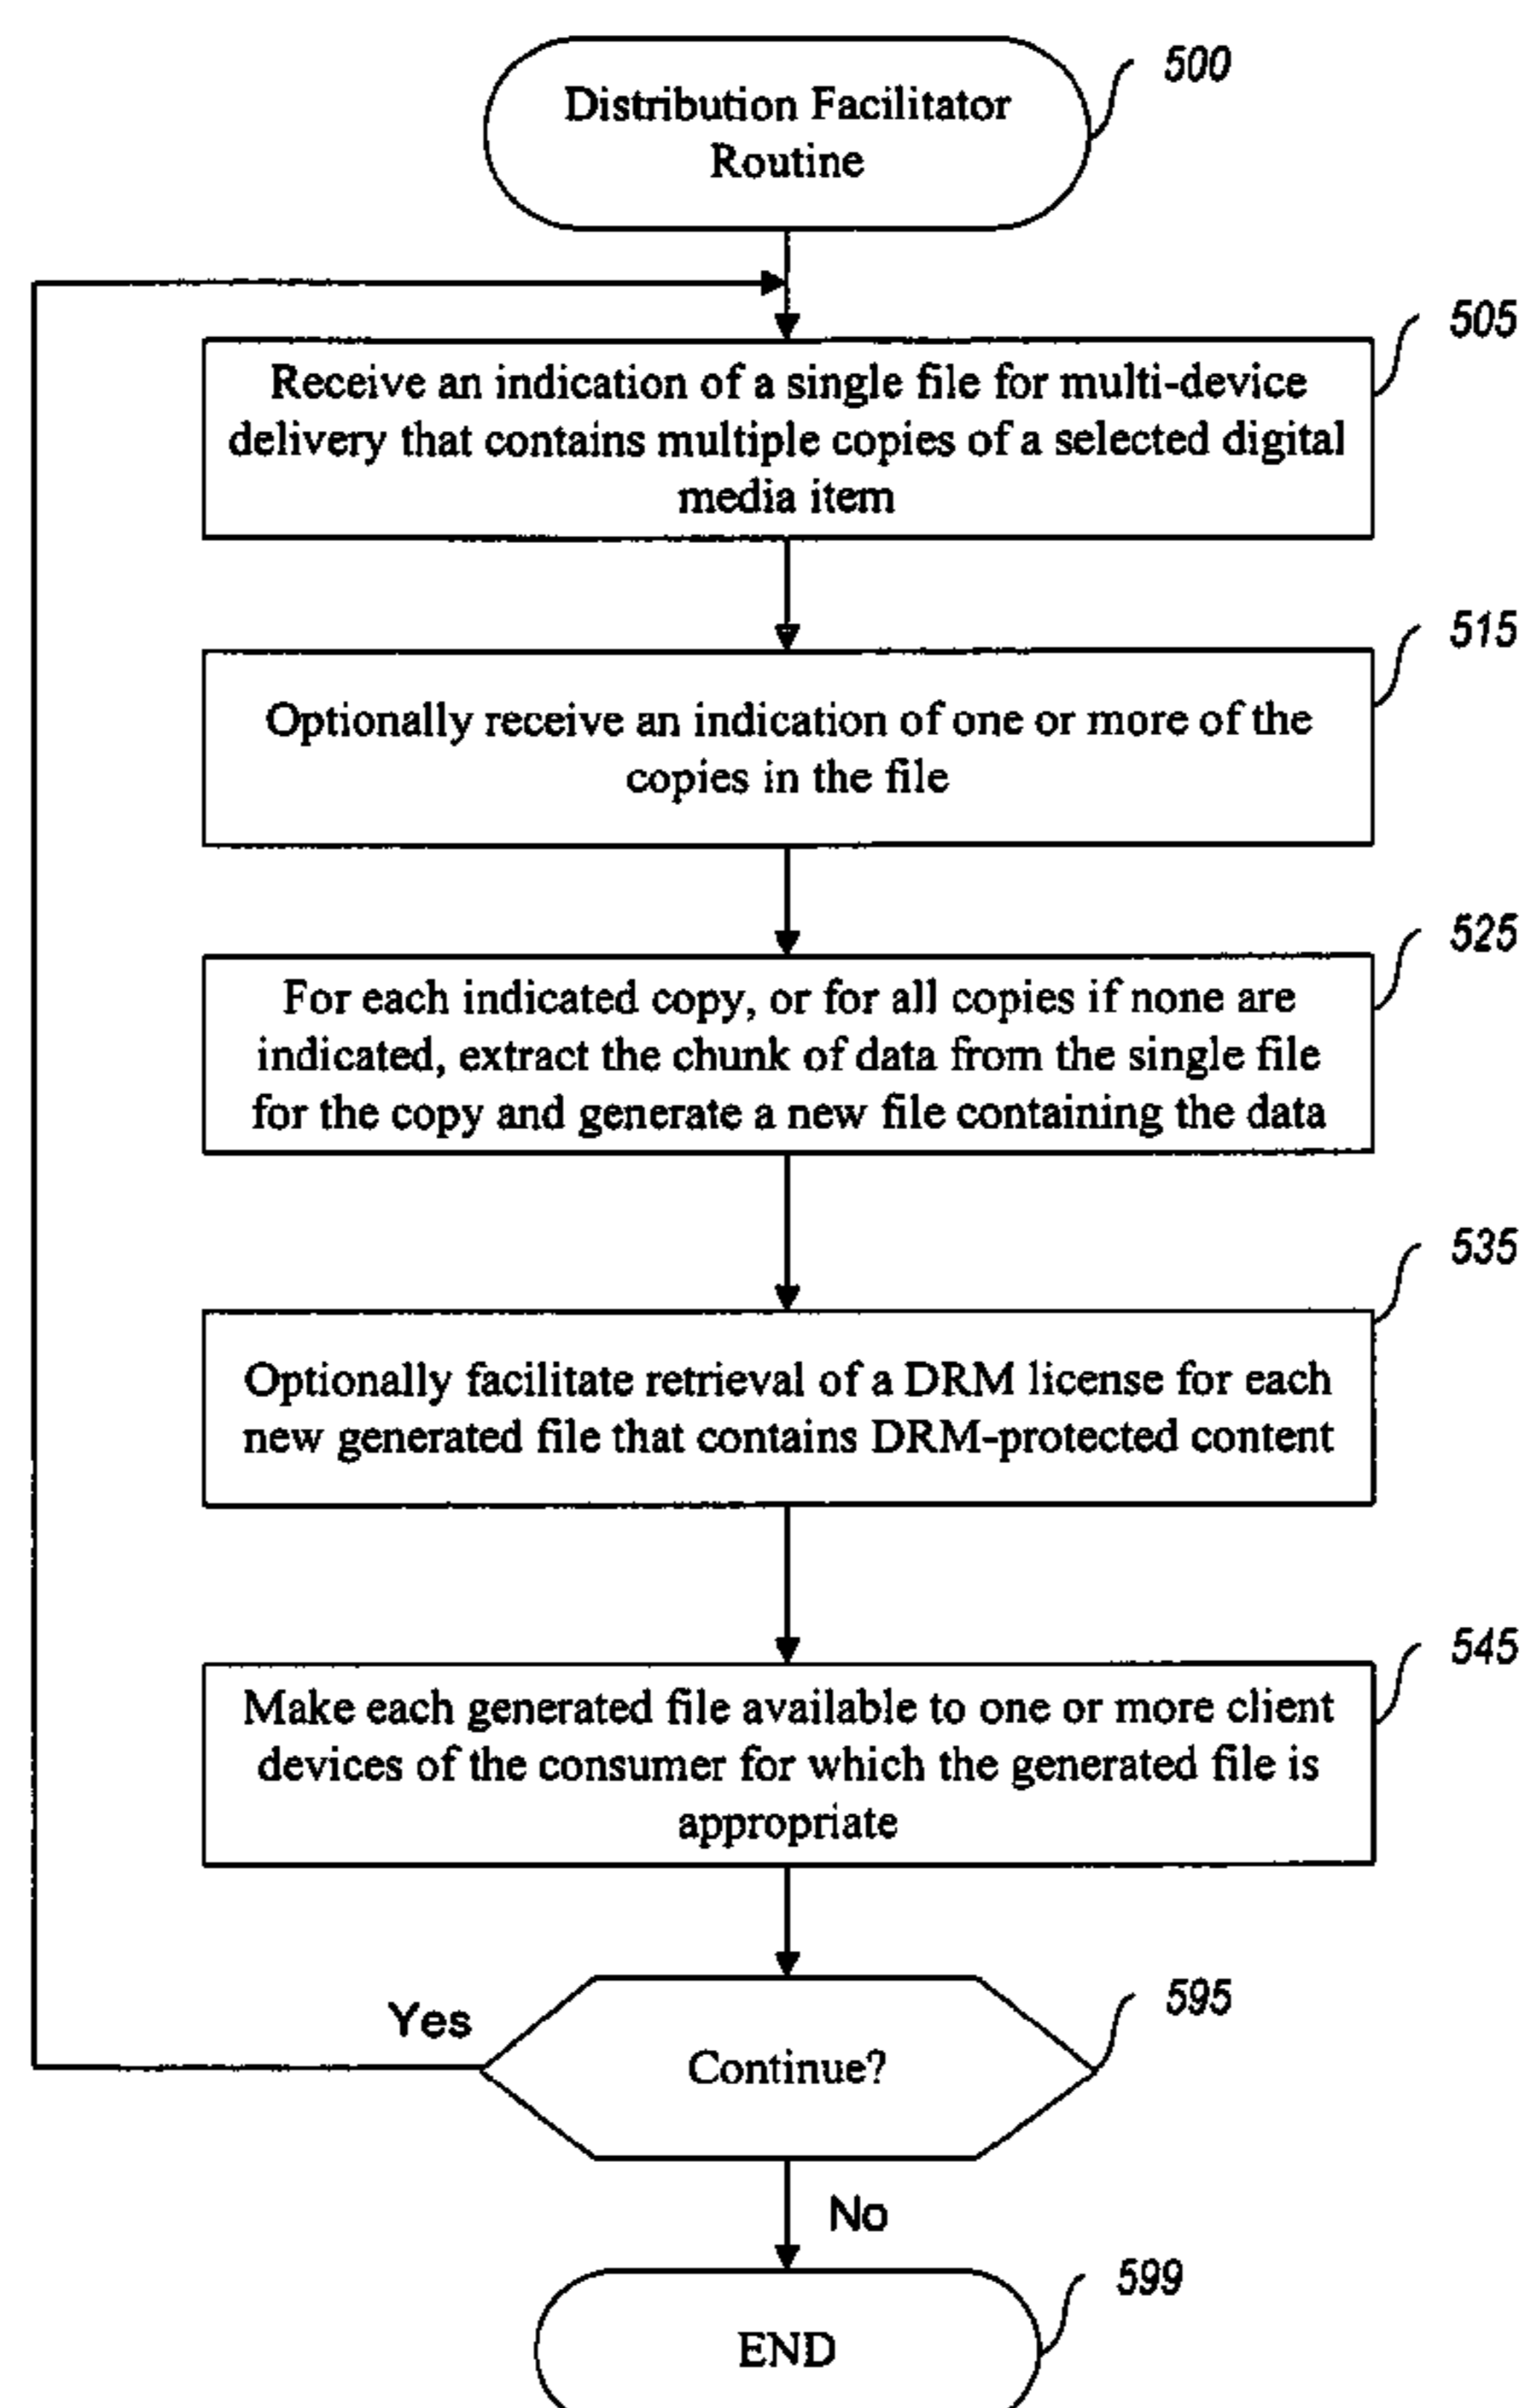 500
Distribution Facilitator
Routine
505
Receive an indication of a single file for multi-device
delivery that contains multiple copies of a selected digital
media item
515
Optionally receive an indication of one or more of the
copies in the file
525
For each indicated copy, or for all copies if none are
indicated, extract the chunk of data from the single file
for the copy and generate a new file containing the data
535
Optionally facilitate retrieval of a DRM license for each
new generated file that contains DRM-protected content
545
Make each generated file available to one or more client
devices of the consumer for which the generated file is
appropriate
595
Yes
Continue?
No
599
END